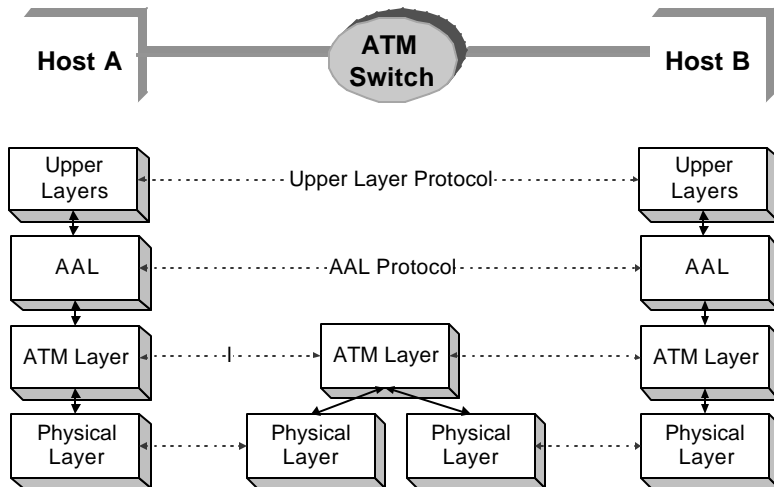 Host A
ATM
Switch
Host B
Upper
Layers
Upper Layer Protocol
Upper
Layers
AAL
AAL Protocol
AAL
ATM Layer
I
ATM Layer
ATM Layer
Physical
Layer
Physical
Layer
Physical
Layer
Physical
Layer